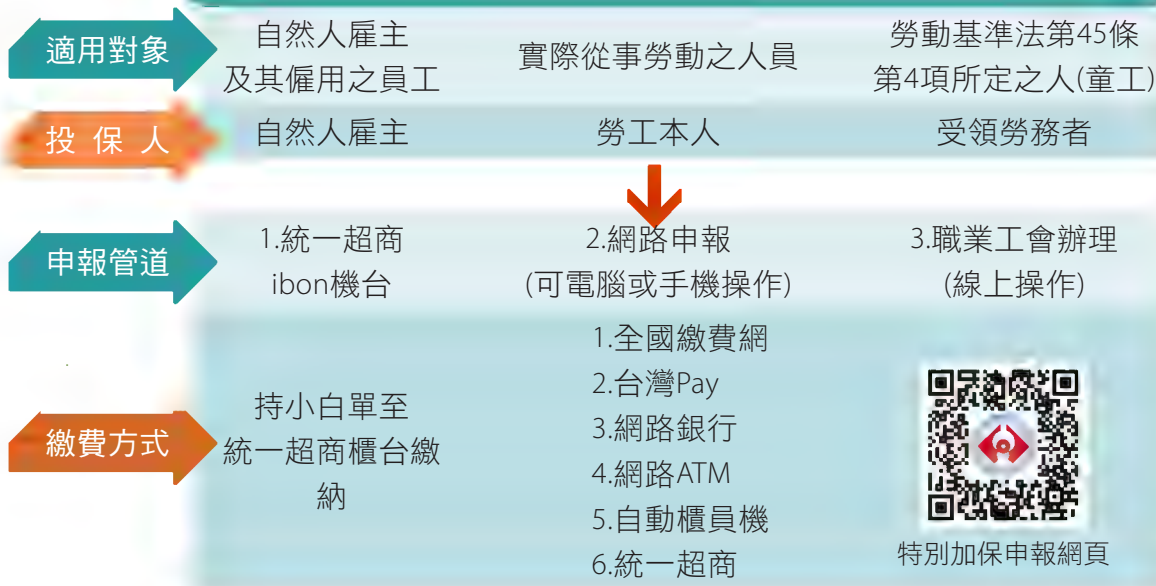 適用對象
自然人雇主
及其僱用之員工
實際從事勞動之人員
勞動基準法第45條
第4項所定之人(童工)
投保人
自然人雇主
勞工本人
受領勞務者
申報管道
1.統一超商
ibon機台
2.網路申報
(可電腦或手機操作)
3.職業工會辦理
(線上操作)
繳費方式
持小白單至
統一超商櫃台繳
納
1.全國繳費網
2.台灣Pay
3.網路銀行
4.網路ATM
5.自動櫃員機
6.統一超商
特別加保申報網頁